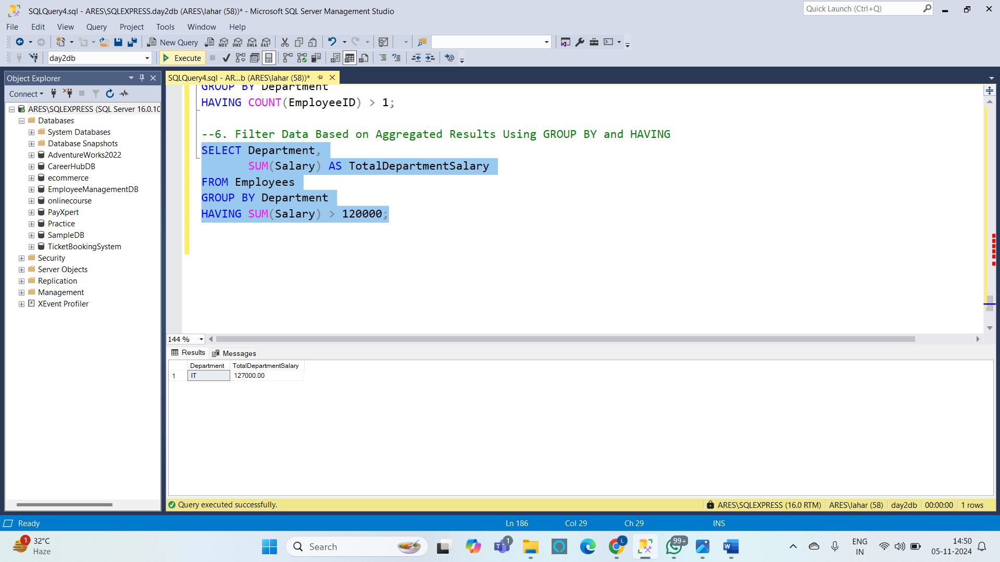 SQLQuery4.sql - ARES\SQLEXPRESS.day2db (ARES\lahar (58))* - Microsoft SQL Server Management Studio
Quick Launch (Ctrl+Q)
File Edit View Query Project Tools Window Help
New Query MDX DMX XMLA DAX
day2db Execute
Object Explorer
Connect
ARES\SQLEXPRESS (SQL Server 16.0.10
Databases
System Databases
Database Snapshots
AdventureWorks2022
CareerHubDB
ecommerce
EmployeeManagementDB
onlinecourse
PayXpert
Practice
SampleDB
TicketBookingSystem
Security
Server Objects
Replication
Management
XEvent Profiler
SQLQuery4.sql - AR...b (ARES\lahar (58))*
GROUP BY Department
HAVING COUNT(EmployeeID) > 1;
--6. Filter Data Based on Aggregated Results Using GROUP BY and HAVING
SELECT Department,
SUM(Salary) AS TotalDepartmentSalary
FROM Employees
GROUP BY Department
HAVING SUM(Salary) > 120000;
144 %
Results Messages
Department TotalDepartmentSalary
1 IT 127000.00
Query executed successfully.
ARES\SQLEXPRESS (16.0 RTM) ARES\lahar (58) day2db 00:00:00 1 rows
Ready Ln 186 Col 29 Ch 29 INS
1 32°C
Haze
Search
1
L
99+
ENG
IN
14:50
05-11-2024